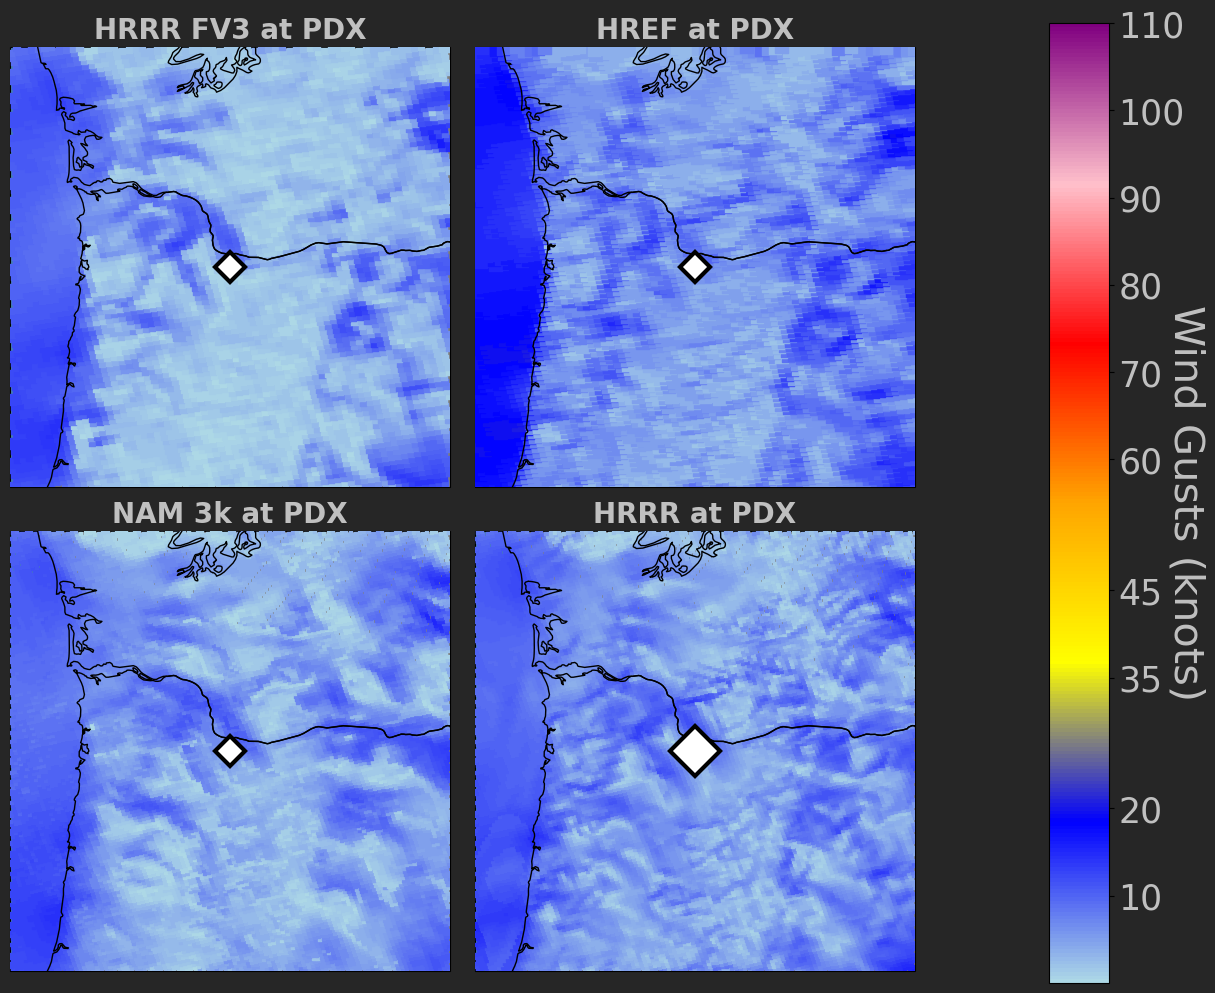 HRRR FV3 at PDX
HREF at PDX
NAM 3k at PDX
HRRR at PDX
110
100
90
80
70
60
45
35
20
10
Wind Gusts (knots)